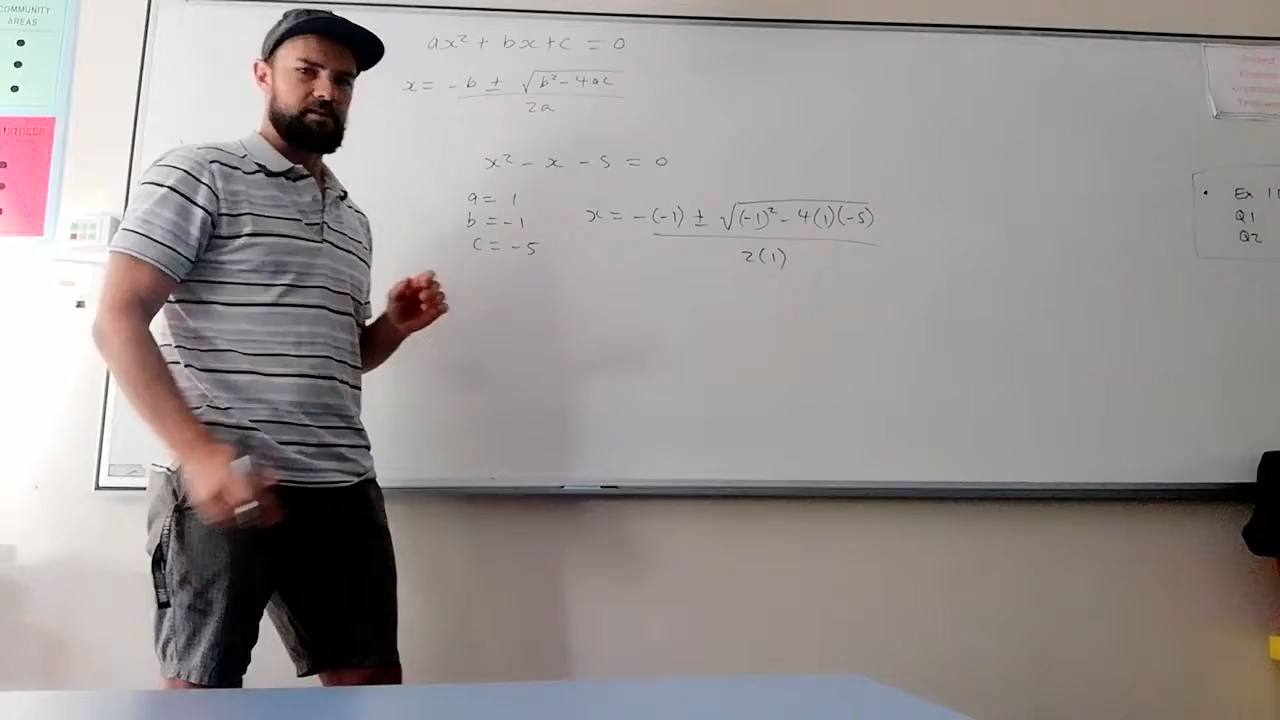 COMMUNITY
AREAS
ax² + bx + c = 0
x = -b ± √(b² - 4ac)
2a
x² - x - 5 = 0
a = 1
b = -1
c = -5
x = -(-1) ± √((-1)² - 4(1)(-5))
2(1)
• Ex 1
Q1
Q2